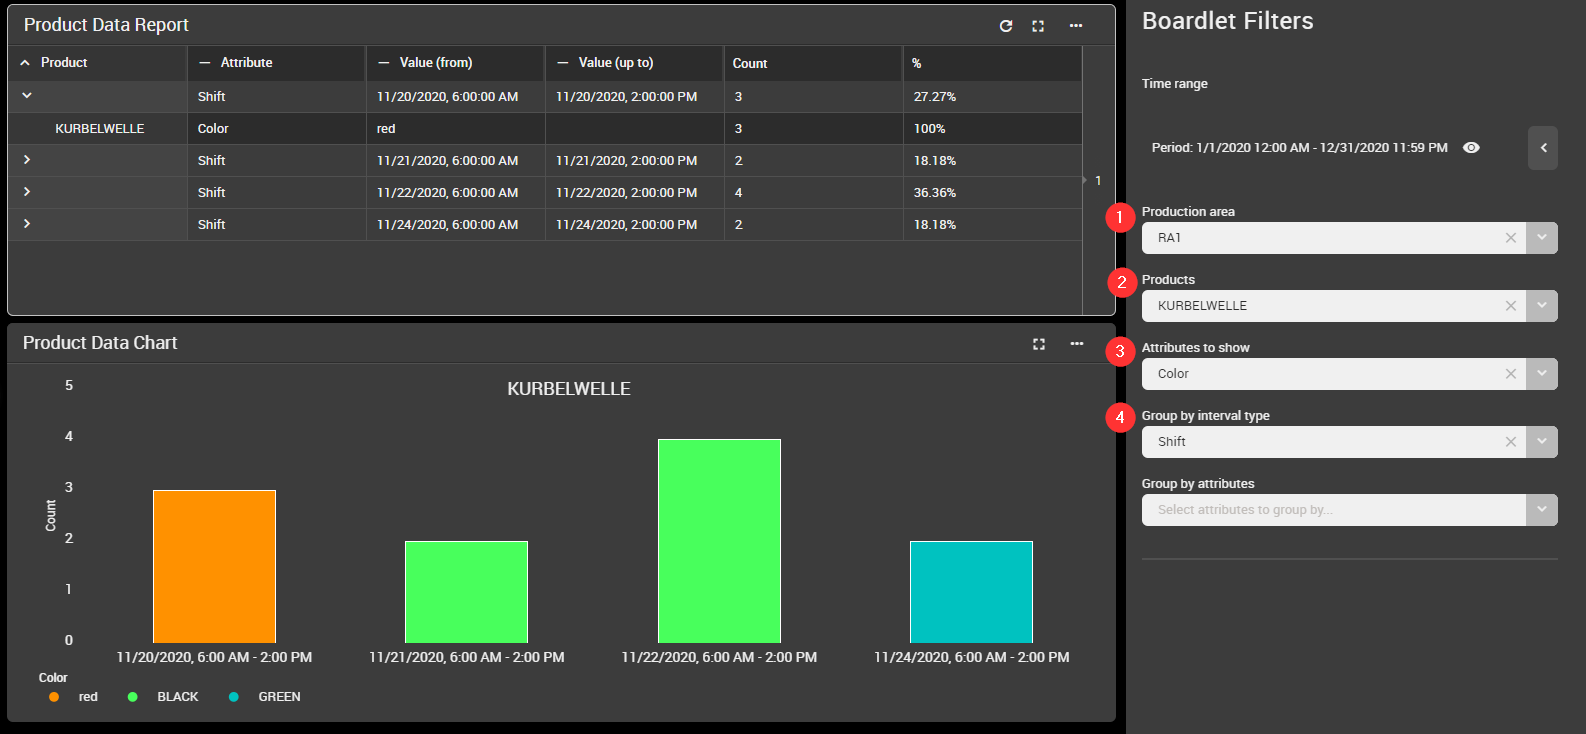 Product Data Report
Product Attribute Value (from) Value (up to) Count %
Shift 11/20/2020, 6:00:00 AM 11/20/2020, 2:00:00 PM 3 27.27%
KURBELWELLE Color red 3 100%
Shift 11/21/2020, 6:00:00 AM 11/21/2020, 2:00:00 PM 2 18.18%
Shift 11/22/2020, 6:00:00 AM 11/22/2020, 2:00:00 PM 4 36.36%
Shift 11/24/2020, 6:00:00 AM 11/24/2020, 2:00:00 PM 2 18.18%
1
Product Data Chart
KURBELWELLE
5
4
3
2
1
0
Count
11/20/2020, 6:00 AM - 2:00 PM 11/21/2020, 6:00 AM - 2:00 PM 11/22/2020, 6:00 AM - 2:00 PM 11/24/2020, 6:00 AM - 2:00 PM
Color
red BLACK GREEN
Boardlet Filters
Time range
Period: 1/1/2020 12:00 AM - 12/31/2020 11:59 PM
1 Production area
RA1
2 Products
KURBELWELLE
3 Attributes to show
Color
4 Group by interval type
Shift
Group by attributes
Select attributes to group by...